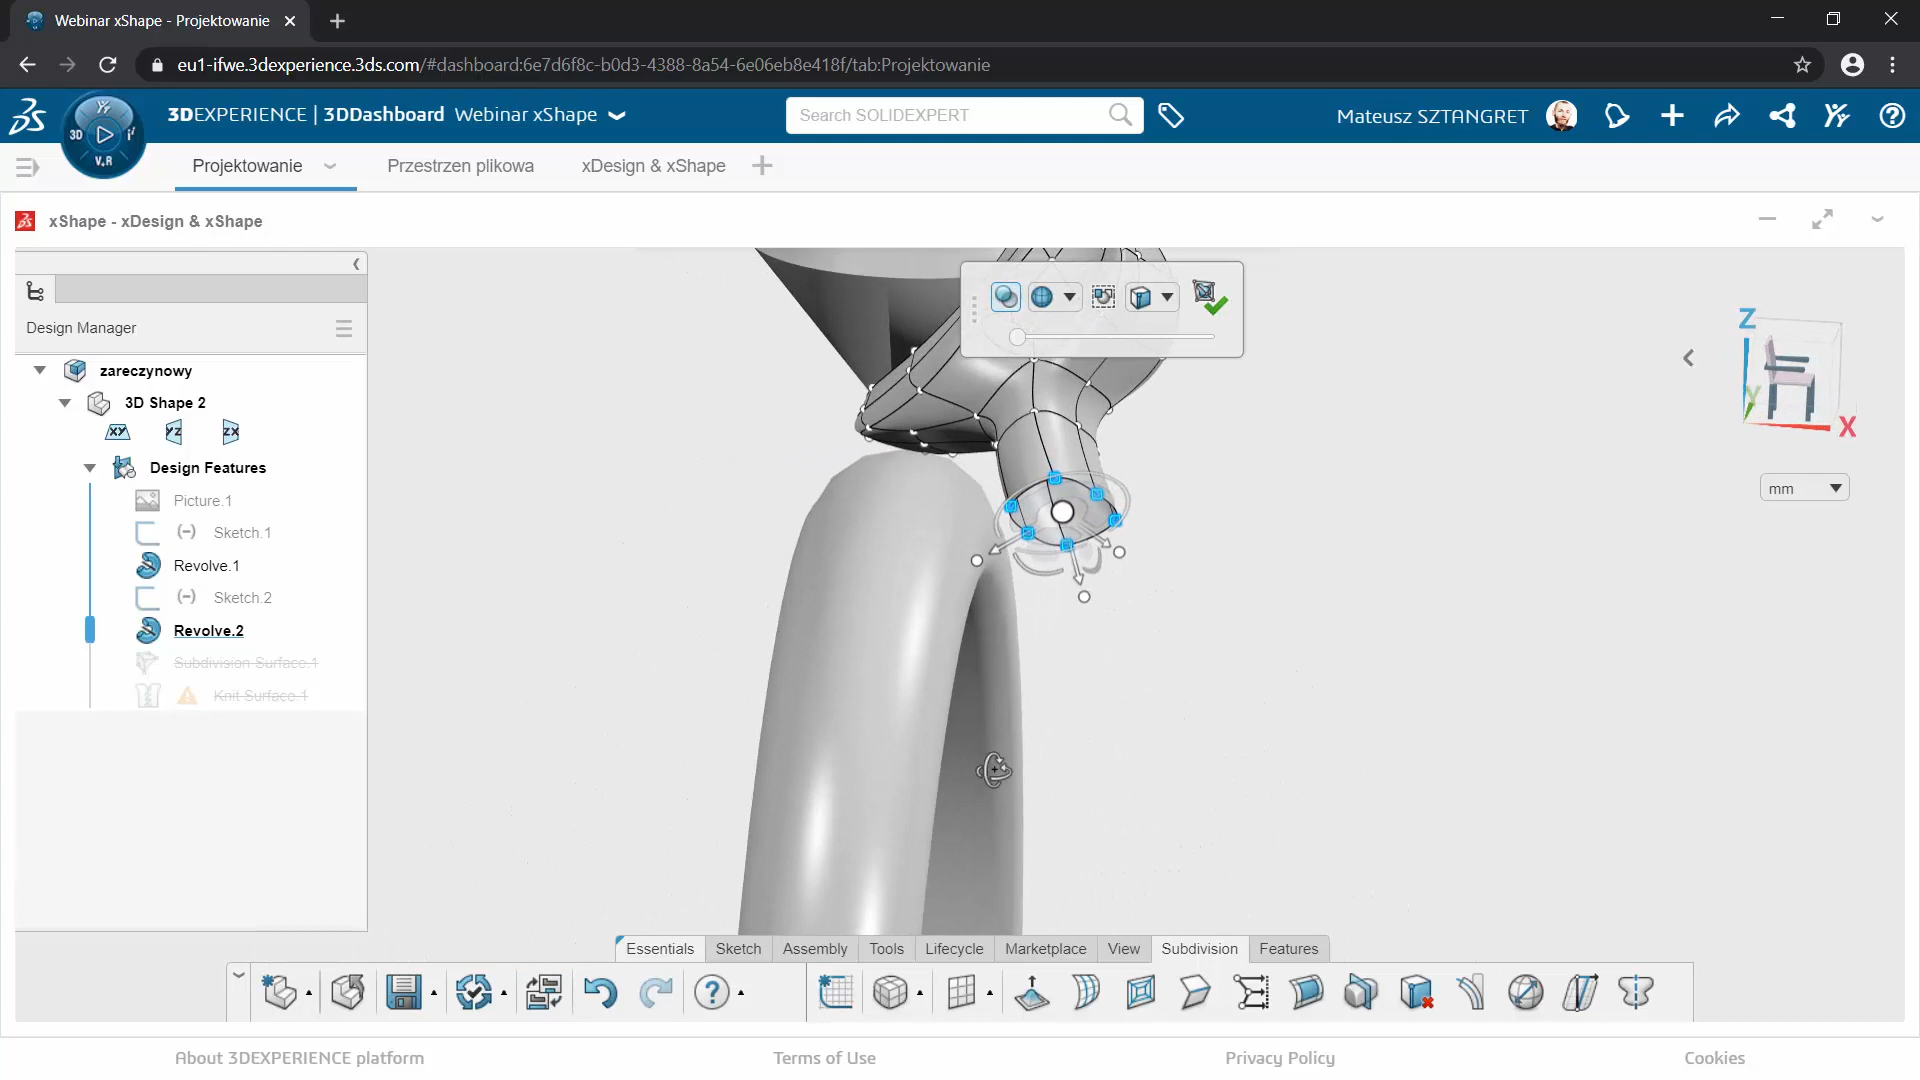 Webinar xShape - Projektowanie
eu1-ifwe.3dexperience.3ds.com/#dashboard:6e7d6f8c-b0d3-4388-8a54-6e06eb8e418f/tab:Projektowanie
3D
V.R
3DEXPERIENCE | 3DDashboard Webinar xShape
Search SOLIDEXPERT
Mateusz SZTANGRET
Projektowanie
Przestrzen plikowa
xDesign & xShape
xShape - xDesign & xShape
Design Manager
zareczynowy
3D Shape 2
XY
YZ
ZX
Design Features
Picture.1
(-) Sketch.1
Revolve.1
(-) Sketch.2
Revolve.2
Subdivision Surface.1
Knit Surface.1
Z
Y
X
mm
Essentials
Sketch
Assembly
Tools
Lifecycle
Marketplace
View
Subdivision
Features
About 3DEXPERIENCE platform
Terms of Use
Privacy Policy
Cookies